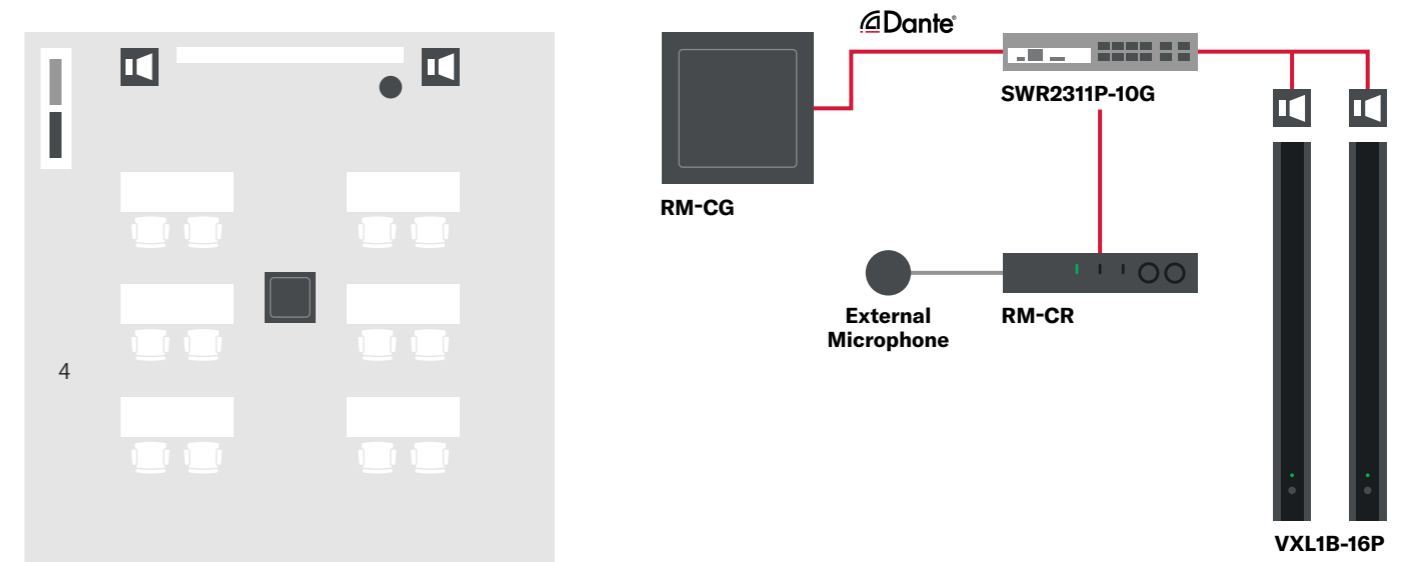 Dante®
SWR2311P-10G
RM-CG
4
External
Microphone
RM-CR
VXL1B-16P